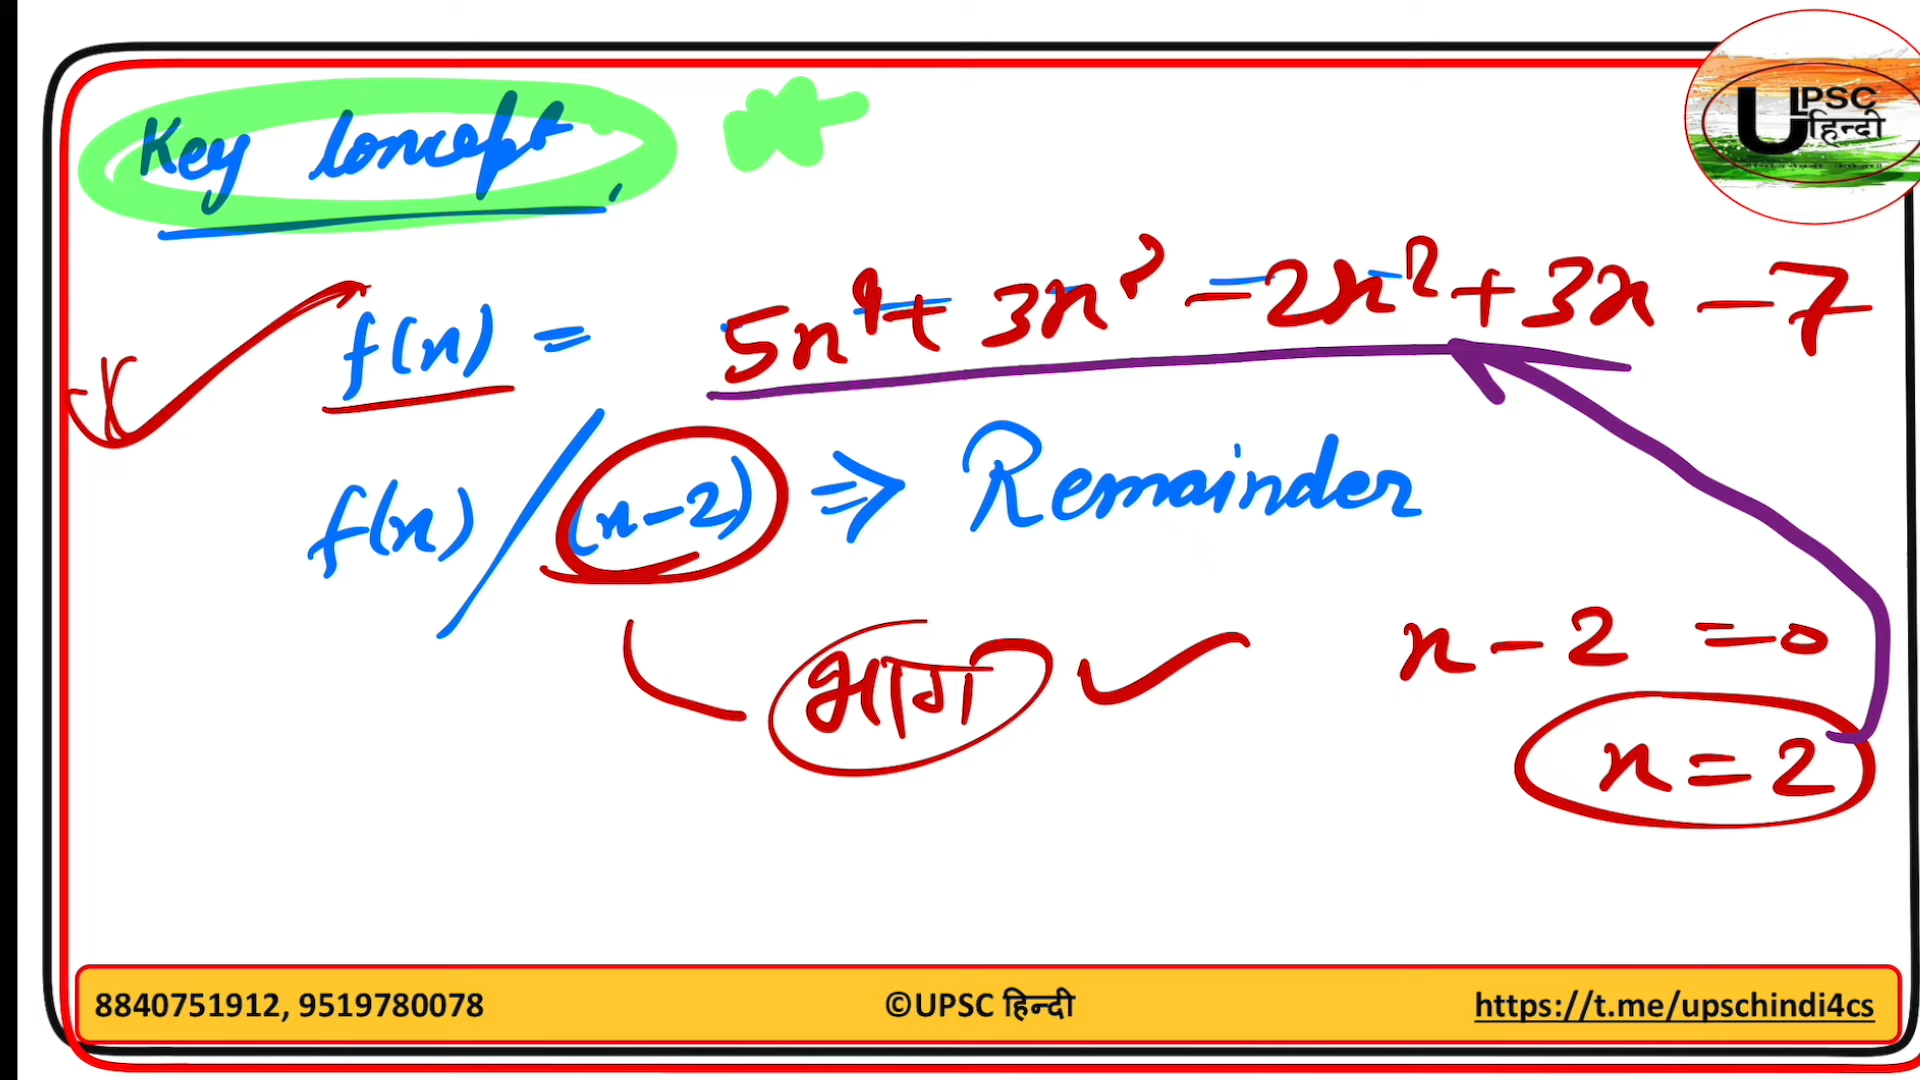 Key Concept
UPSC
हिन्दी
f(x) = 5x⁴ + 3x³ - 2x² + 3x - 7
f(x) / (x-2) ⇒ Remainder
भाग
x - 2 = 0
x = 2
8840751912, 9519780078 ©UPSC हिन्दी https://t.me/upschindi4cs